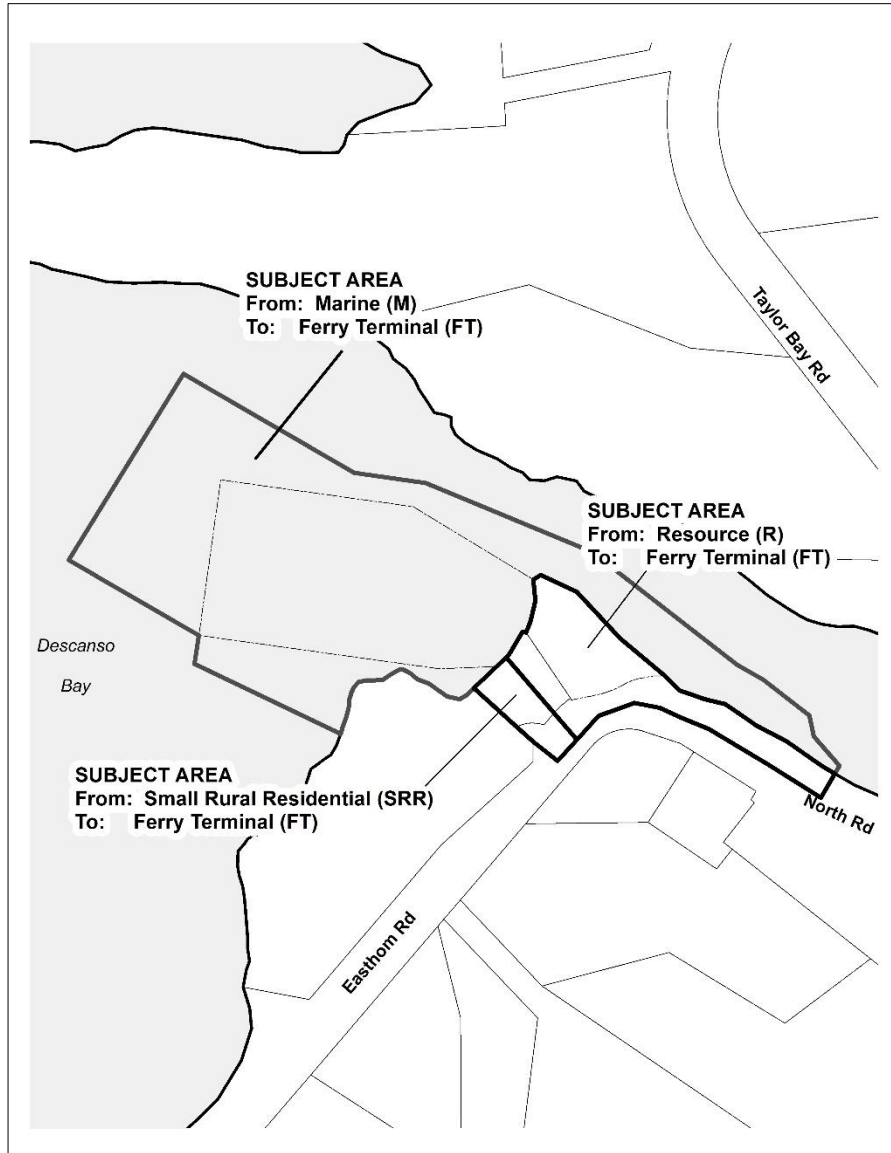 SUBJECT AREA
From: Marine (M)
To: Ferry Terminal (FT)
Taylor Bay Rd
SUBJECT AREA
From: Resource (R)
To: Ferry Terminal (FT)
Descanso
Bay
SUBJECT AREA
From: Small Rural Residential (SRR)
To: Ferry Terminal (FT)
North Rd
Easthom Rd